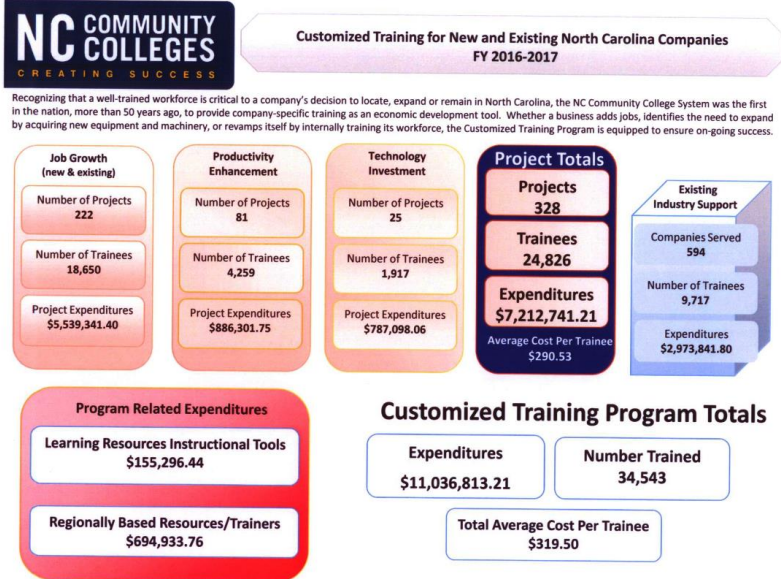 NC COMMUNITY
COLLEGES
CREATING SUCCESS
Customized Training for New and Existing North Carolina Companies
FY 2016-2017
Recognizing that a well-trained workforce is critical to a company's decision to locate, expand or remain in North Carolina, the NC Community College System was the first
in the nation, more than 50 years ago, to provide company-specific training as an economic development tool. Whether a business adds jobs, identifies the need to expand
by acquiring new equipment and machinery, or revamps itself by internally training its workforce, the Customized Training Program is equipped to ensure on-going success.
Job Growth
(new & existing)
Number of Projects
222
Number of Trainees
18,650
Project Expenditures
$5,539,341.40
Productivity
Enhancement
Number of Projects
81
Number of Trainees
4,259
Project Expenditures
$886,301.75
Technology
Investment
Number of Projects
25
Number of Trainees
1,917
Project Expenditures
$787,098.06
Project Totals
Projects
328
Trainees
24,826
Expenditures
$7,212,741.21
Average Cost Per Trainee
$290.53
Existing
Industry Support
Companies Served
594
Number of Trainees
9,717
Expenditures
$2,973,841.80
Program Related Expenditures
Learning Resources Instructional Tools
$155,296.44
Regionally Based Resources/Trainers
$694,933.76
Customized Training Program Totals
Expenditures
$11,036,813.21
Number Trained
34,543
Total Average Cost Per Trainee
$319.50